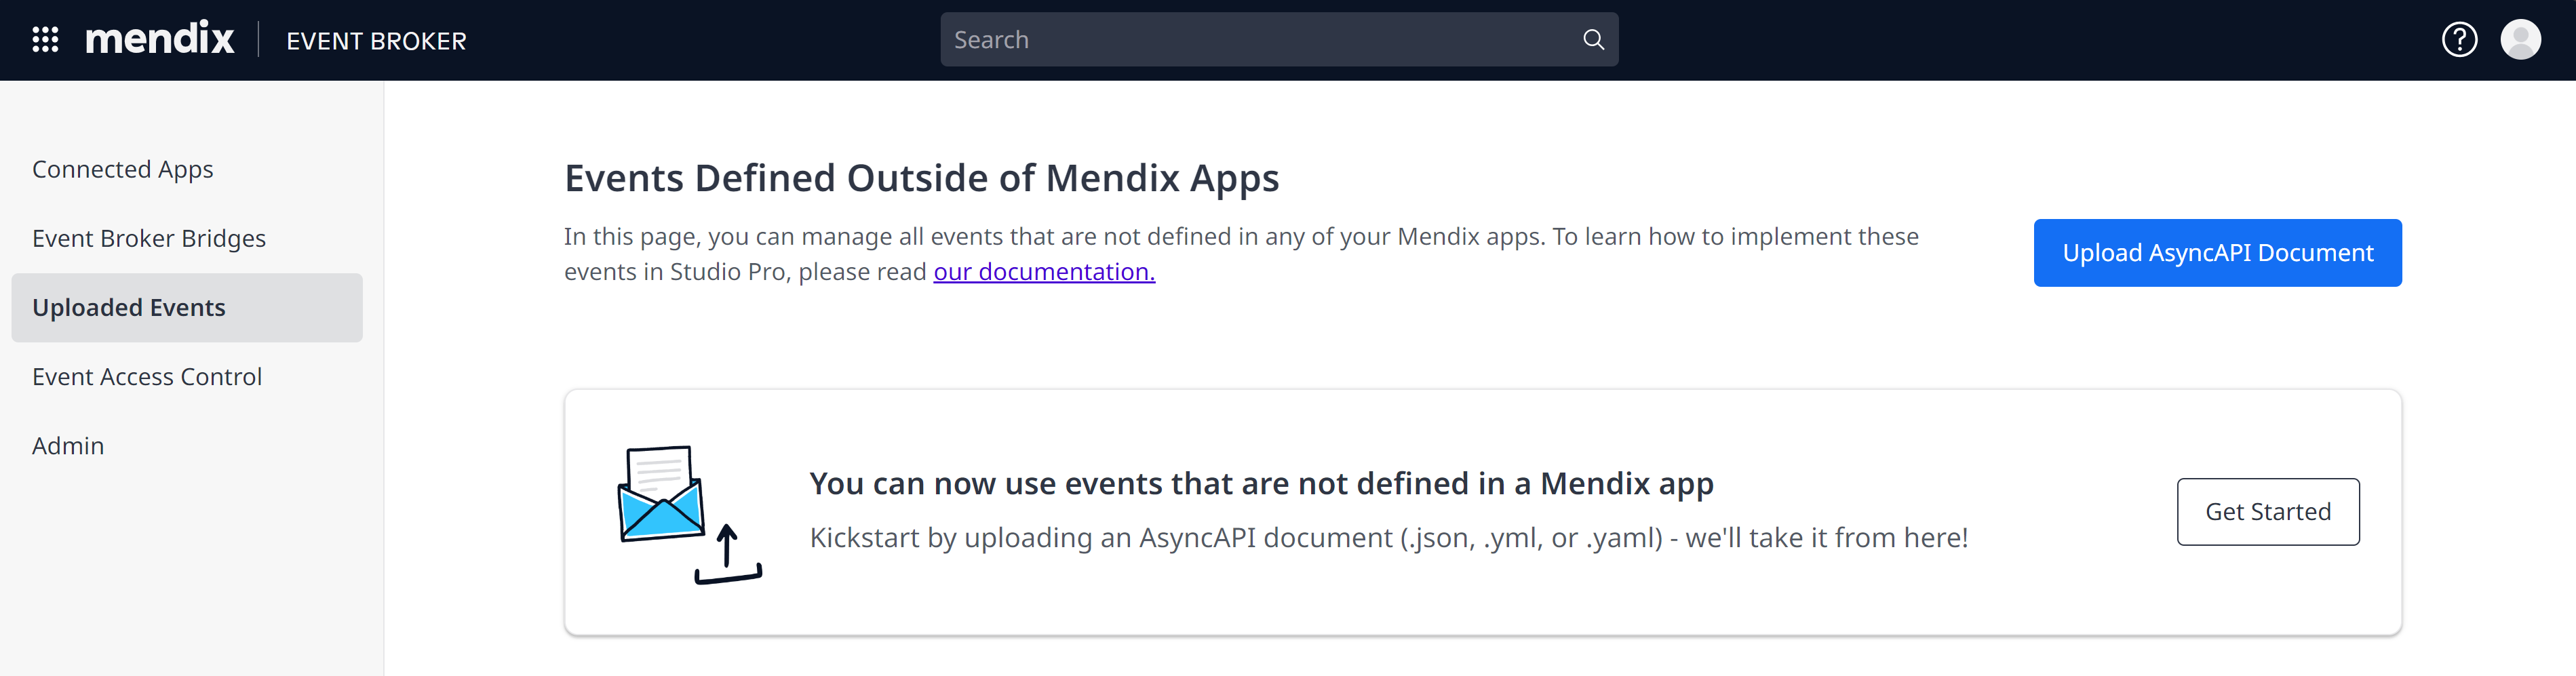 mendix
EVENT BROKER
Search
Connected Apps
Event Broker Bridges
Uploaded Events
Event Access Control
Admin
Events Defined Outside of Mendix Apps
In this page, you can manage all events that are not defined in any of your Mendix apps. To learn how to implement these
events in Studio Pro, please read our documentation.
Upload AsyncAPI Document
You can now use events that are not defined in a Mendix app
Kickstart by uploading an AsyncAPI document (.json, .yml, or .yaml) - we'll take it from here!
Get Started